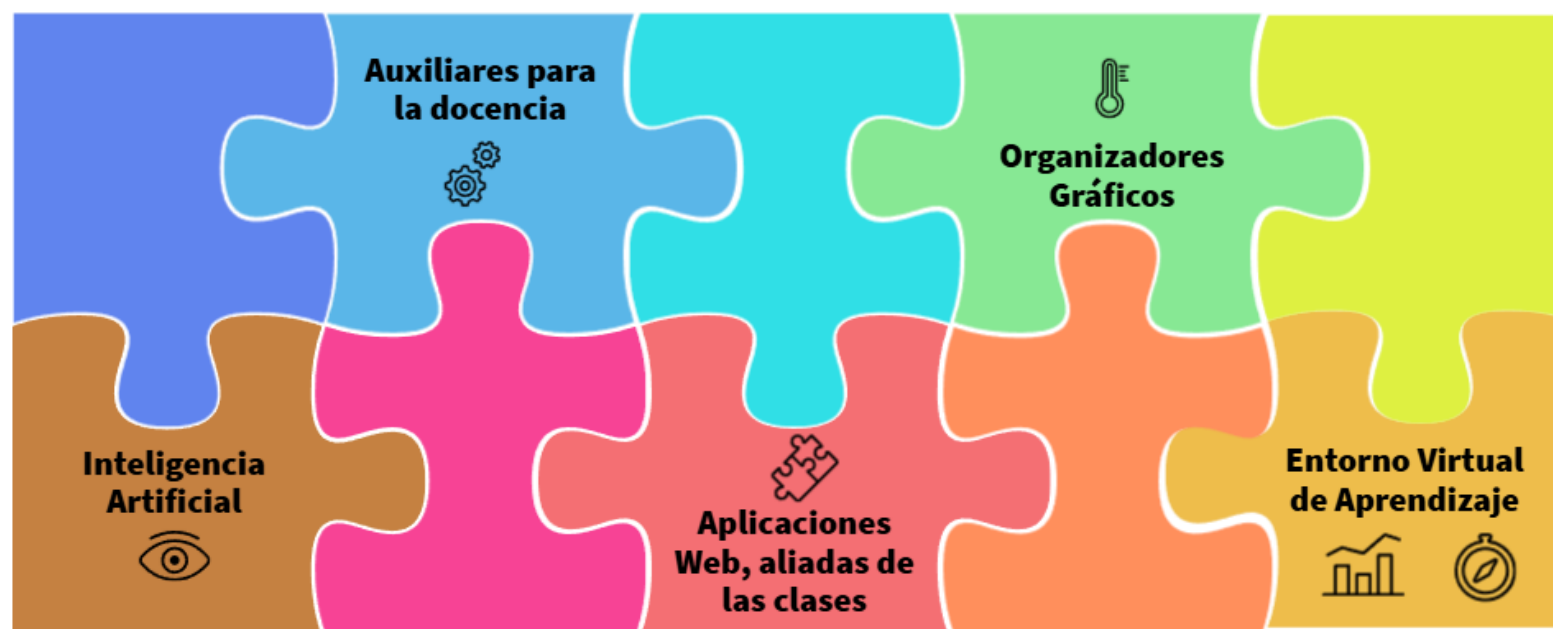 Auxiliares para
la docencia
Organizadores
Gráficos
Inteligencia
Artificial
Aplicaciones
Web, aliadas de
las clases
Entorno Virtual
de Aprendizaje